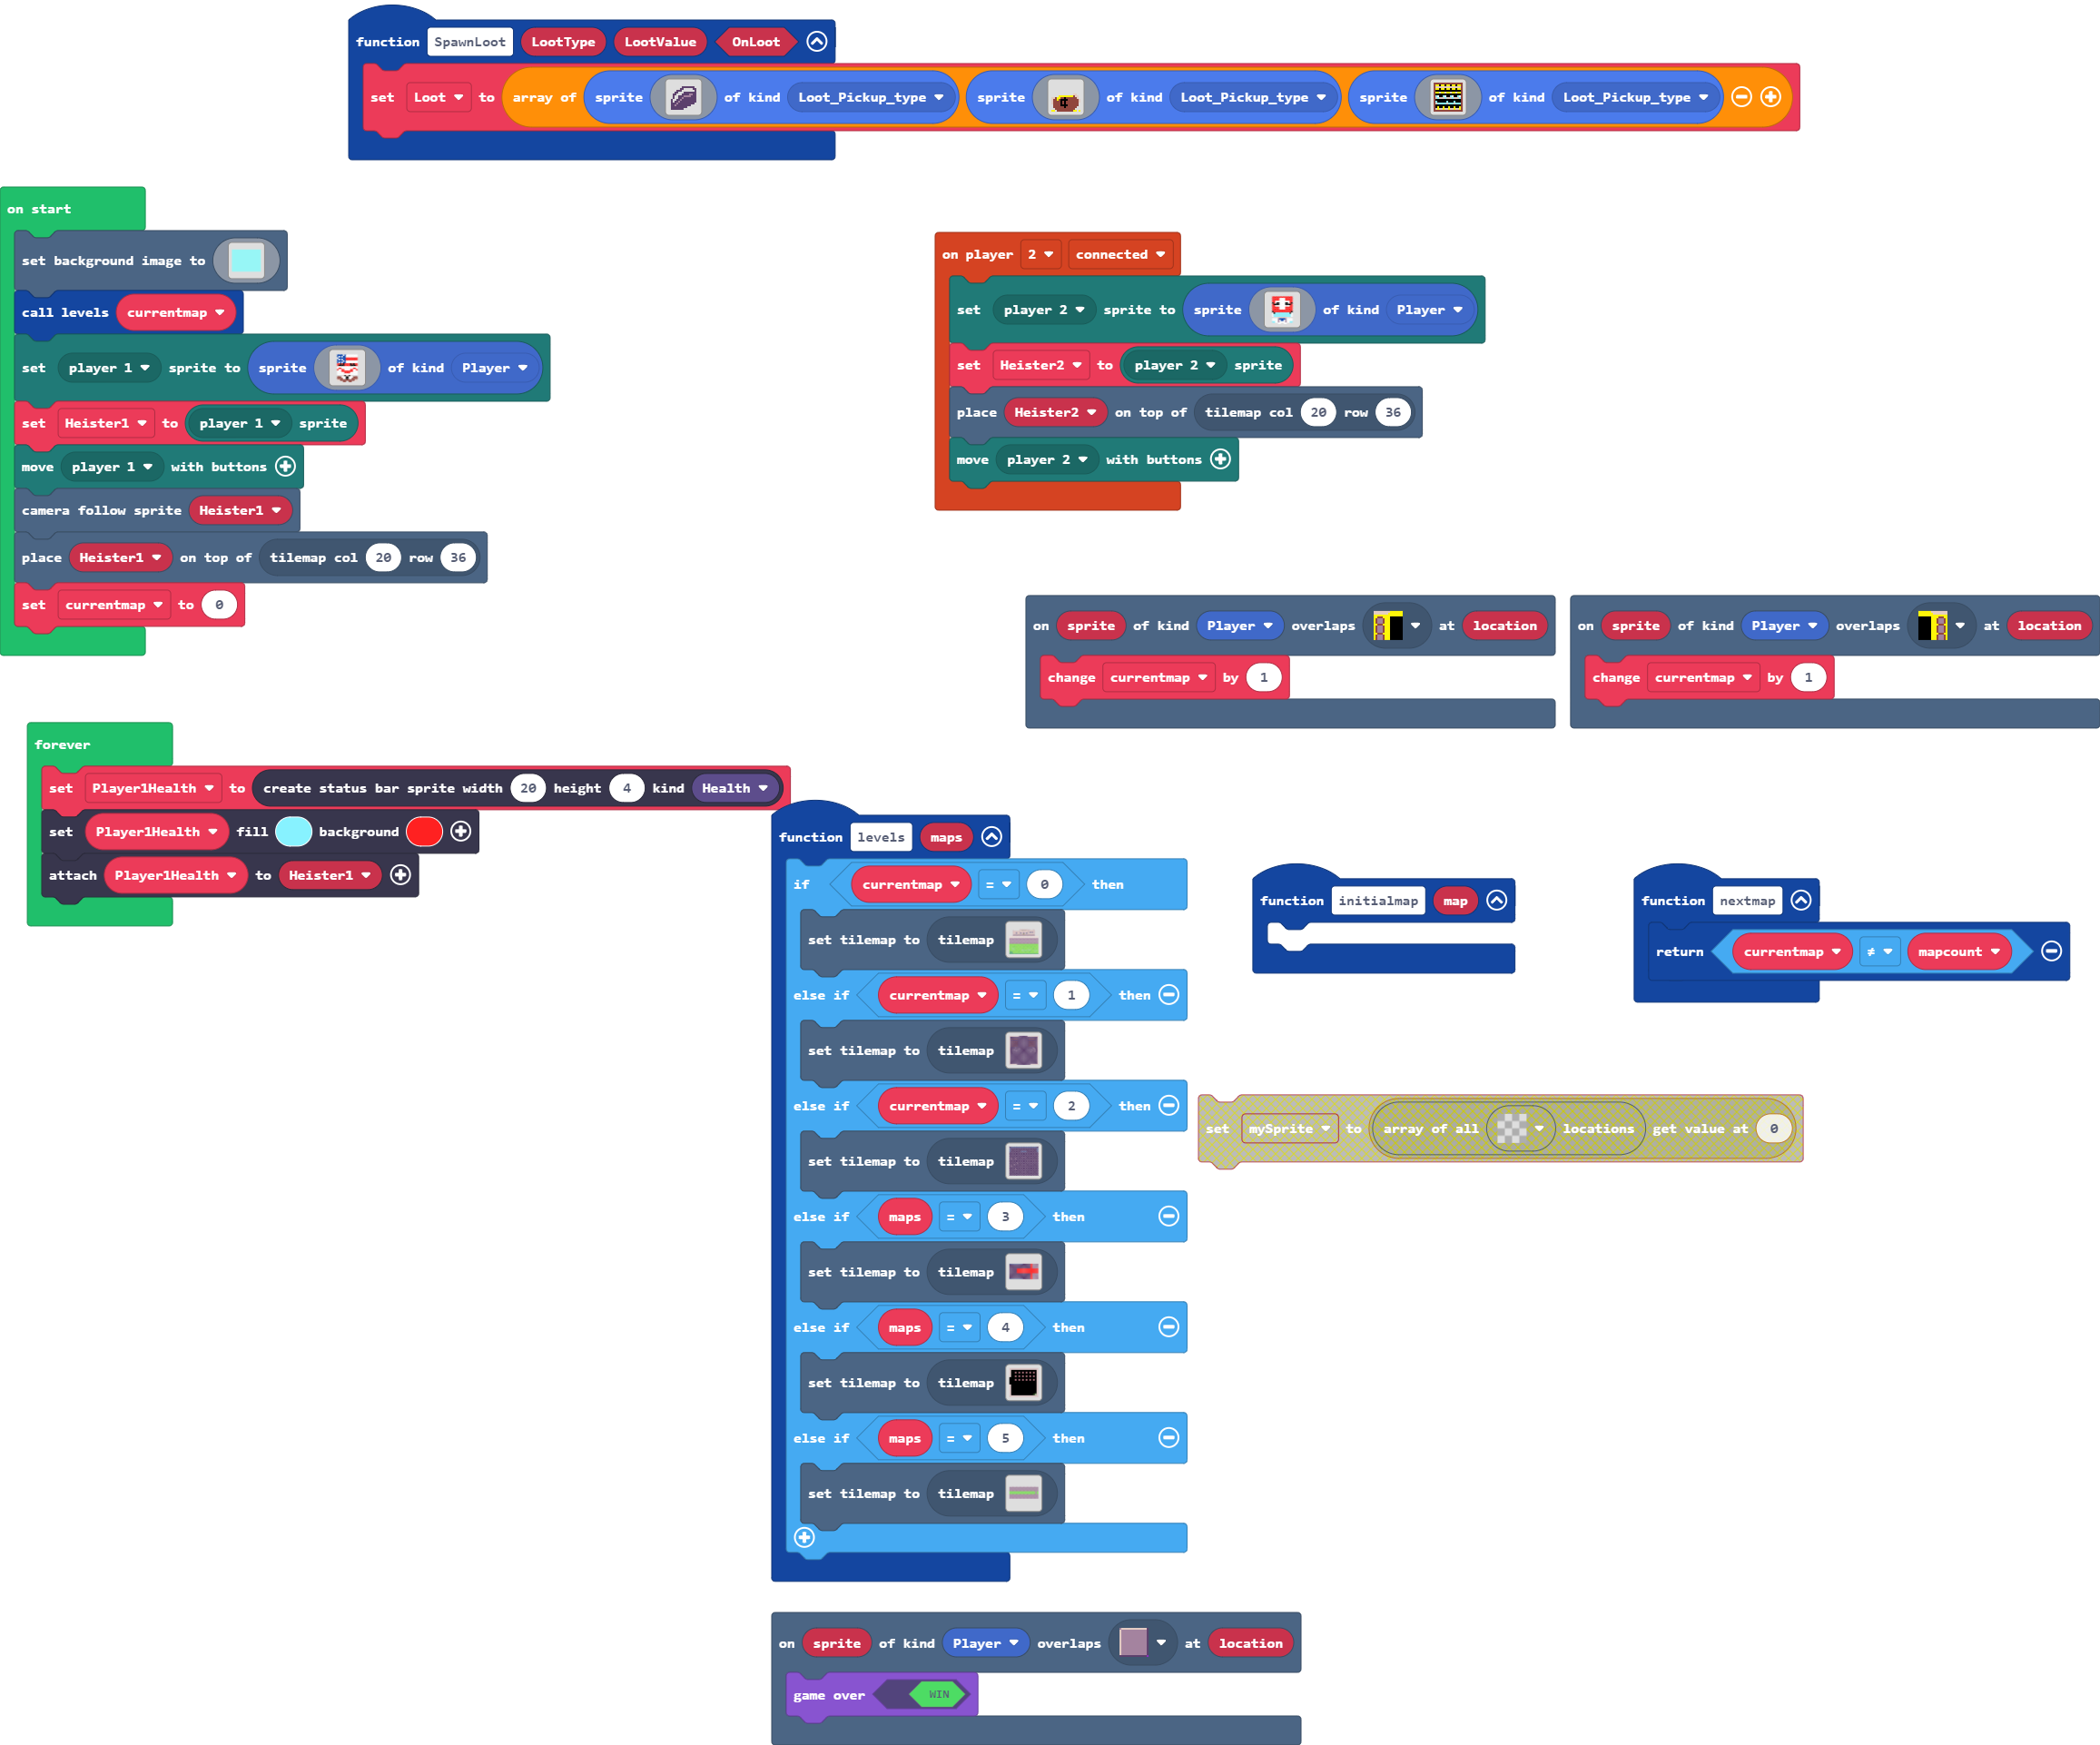 function SpawnLoot LootType LootValue OnLoot
set Loot to array of sprite of kind Loot_Pickup_type sprite of kind Loot_Pickup_type sprite of kind Loot_Pickup_type
on start
set background image to
call levels currentmap
set player 1 sprite to sprite of kind Player
set Heister1 to player 1 sprite
move player 1 with buttons
camera follow sprite Heister1
place Heister1 on top of tilemap col 20 row 36
set currentmap to 0
on player 2 connected
set player 2 sprite to sprite of kind Player
set Heister2 to player 2 sprite
place Heister2 on top of tilemap col 20 row 36
move player 2 with buttons
on sprite of kind Player overlaps at location
change currentmap by 1
on sprite of kind Player overlaps at location
change currentmap by 1
forever
set Player1Health to create status bar sprite width 20 height 4 kind Health
set Player1Health fill background
attach Player1Health to Heister1
function levels maps
if currentmap = 0 then
set tilemap to tilemap
else if currentmap = 1 then
set tilemap to tilemap
else if currentmap = 2 then
set tilemap to tilemap
else if maps = 3 then
set tilemap to tilemap
else if maps = 4 then
set tilemap to tilemap
else if maps = 5 then
set tilemap to tilemap
function initialmap map
function nextmap
return currentmap ≠ mapcount
set mySprite to array of all locations get value at 0
on sprite of kind Player overlaps at location
game over WIN